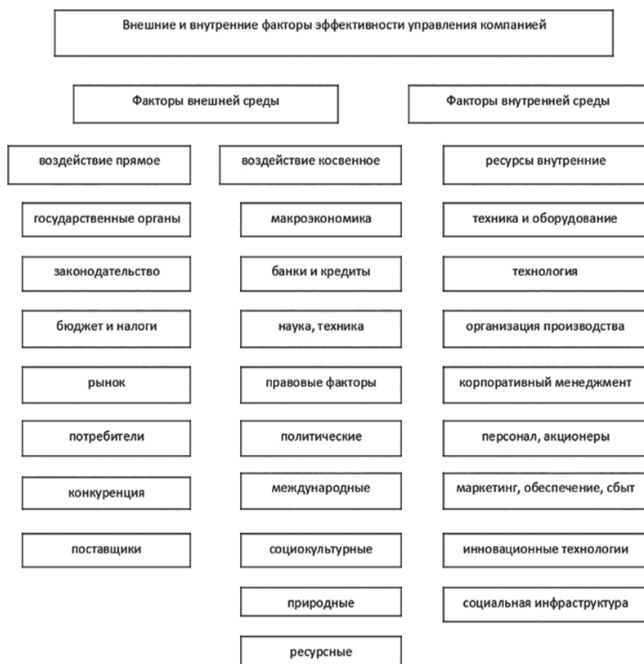 Внешние и внутренние факторы эффективности управления компанией
Факторы внешней среды
Факторы внутренней среды
воздействие прямое
воздействие косвенное
ресурсы внутренние
государственные органы
макроэкономика
техника и оборудование
законодательство
банки и кредиты
технология
бюджет и налоги
наука, техника
организация производства
рынок
правовые факторы
корпоративный менеджмент
потребители
политические
персонал, акционеры
конкуренция
международные
маркетинг, обеспечение, сбыт
поставщики
социокультурные
инновационные технологии
природные
социальная инфраструктура
ресурсные